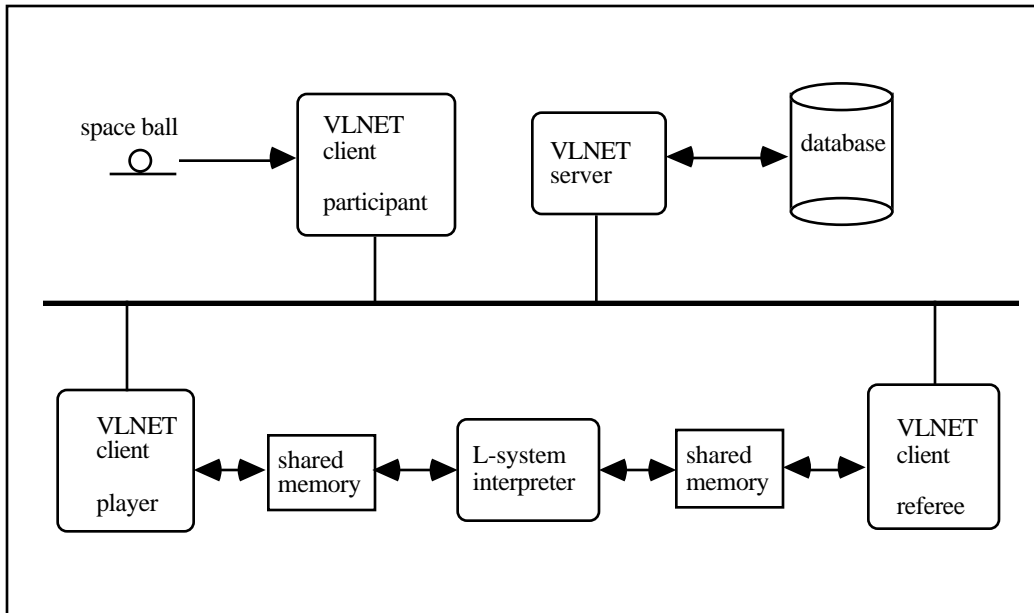 space ball
VLNET
client
participant
VLNET
server
database
VLNET
client
player
shared
memory
L-system
interpreter
shared
memory
VLNET
client
referee